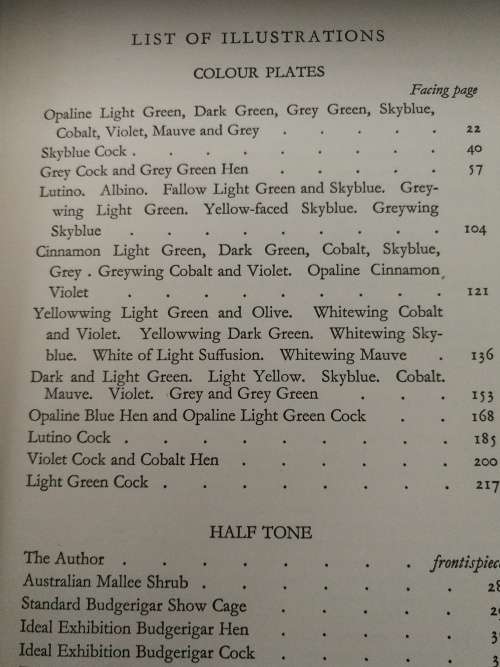 LIST OF ILLUSTRATIONS
COLOUR PLATES
Facing page
Opaline Light Green, Dark Green, Grey Green, Skyblue,
Cobalt, Violet, Mauve and Grey . . . . . 22
Skyblue Cock . . . . . . . . . 40
Grey Cock and Grey Green Hen . . . . . 57
Lutino. Albino. Fallow Light Green and Skyblue. Grey-
wing Light Green. Yellow-faced Skyblue. Greywing
Skyblue . . . . . . . . . 104
Cinnamon Light Green, Dark Green, Cobalt, Skyblue,
Grey . Greywing Cobalt and Violet. Opaline Cinnamon
Violet . . . . . . . . . 121
Yellowwing Light Green and Olive. Whitewing Cobalt
and Violet. Yellowwing Dark Green. Whitewing Sky-
blue. White of Light Suffusion. Whitewing Mauve . 136
Dark and Light Green. Light Yellow. Skyblue. Cobalt.
Mauve. Violet. Grey and Grey Green . . . 153
Opaline Blue Hen and Opaline Light Green Cock . . 168
Lutino Cock . . . . . . . . . 185
Violet Cock and Cobalt Hen . . . . . . 200
Light Green Cock . . . . . . . . 217
HALF TONE
The Author . . . . . . . . frontispiec
Australian Mallee Shrub . . . . . . . 28
Standard Budgerigar Show Cage . . . . .
Ideal Exhibition Budgerigar Hen . . . . .
Ideal Exhibition Budgerigar Cock . . . . .